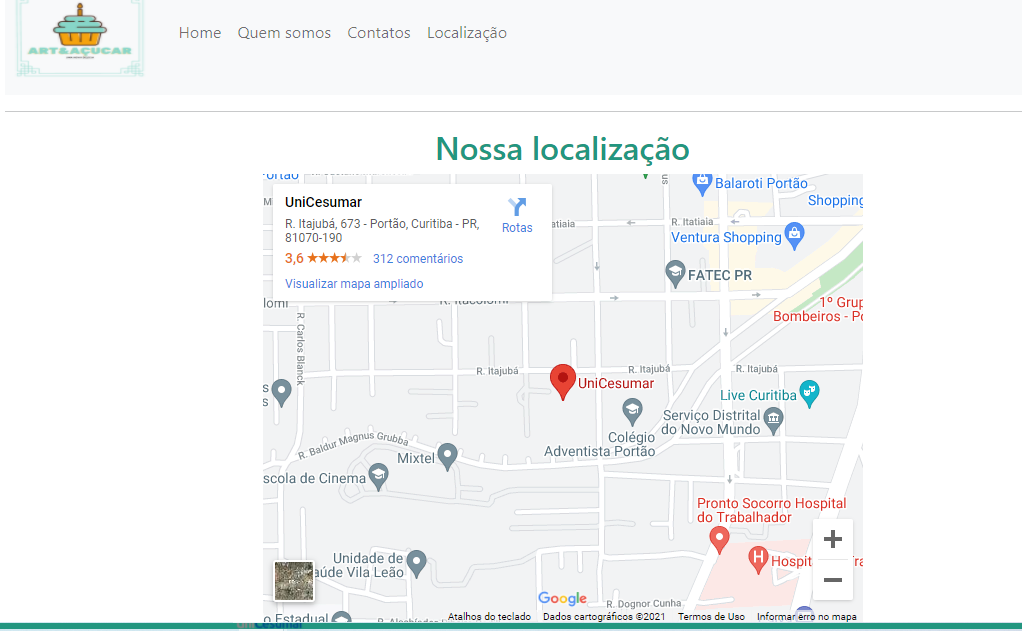 ART&AÇUCAR
Home Quem somos Contatos Localização
Nossa localização
UniCesumar
R. Itajubá, 673 - Portão, Curitiba - PR,
81070-190
3,6 312 comentários
Visualizar mapa ampliado
Rotas
Balaroti Portão
Shopping
R. Itatiaia
Ventura Shopping
FATEC PR
R. Itacolomi
1º Grup
Bombeiros - Po
R. Carlos Blanck
R. Itajubá
R. Itajubá
R. Itajubá
UniCesumar
Live Curitiba
Serviço Distrital
do Novo Mundo
Colégio
Adventista Portão
R. Baldur Magnus Grubba
Mixtel
scola de Cinema
Pronto Socorro Hospital
do Trabalhador
Hospit
Unidade de
aúde Vila Leão
Google
R. Dognor Cunha
o Estadual
Atalhos do teclado Dados cartográficos ©2021 Termos de Uso Informar erro no mapa
UniCesumar